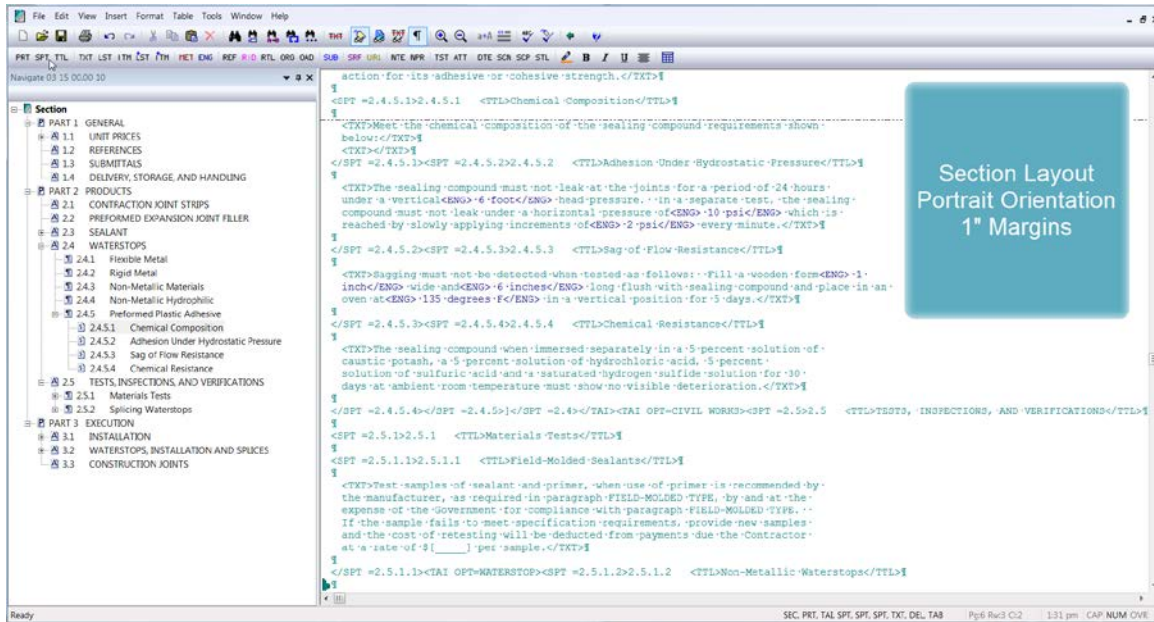 File Edit View Insert Format Table Tools Window Help
PRT SPT TTL TXT LST ITM LST ITM MET ENG REF RID RTL ORG OAD SUB SRF URL NTE NPR TST ATT DTE SCN SCP STL B I U
Navigate 03 15 00.00 10
Section
PART 1 GENERAL
1.1 UNIT PRICES
1.2 REFERENCES
1.3 SUBMITTALS
1.4 DELIVERY, STORAGE, AND HANDLING
PART 2 PRODUCTS
2.1 CONTRACTION JOINT STRIPS
2.2 PREFORMED EXPANSION JOINT FILLER
2.3 SEALANT
2.4 WATERSTOPS
2.4.1 Flexible Metal
2.4.2 Rigid Metal
2.4.3 Non-Metallic Materials
2.4.4 Non-Metallic Hydrophilic
2.4.5 Preformed Plastic Adhesive
2.4.5.1 Chemical Composition
2.4.5.2 Adhesion Under Hydrostatic Pressure
2.4.5.3 Sag of Flow Resistance
2.4.5.4 Chemical Resistance
2.5 TESTS, INSPECTIONS, AND VERIFICATIONS
2.5.1 Materials Tests
2.5.2 Splicing Waterstops
PART 3 EXECUTION
3.1 INSTALLATION
3.2 WATERSTOPS, INSTALLATION AND SPLICES
3.3 CONSTRUCTION JOINTS
action·for·its·adhesive·or·cohesive·strength.</TXT>¶
¶
<SPT =2.4.5.1>2.4.5.1 <TTL>Chemical·Composition</TTL>¶
¶
<TXT>Meet·the·chemical·composition·of·the·sealing·compound·requirements·shown·
below:</TXT>¶
<TXT></TXT>¶
</SPT =2.4.5.1><SPT =2.4.5.2>2.4.5.2 <TTL>Adhesion·Under·Hydrostatic·Pressure</TTL>¶
¶
<TXT>The·sealing·compound·must·not·leak·at·the·joints·for·a·period·of·24·hours·
under·a·vertical<ENG>·6·foot</ENG>·head·pressure.··In·a·separate·test,·the·sealing·
compound·must·not·leak·under·a·horizontal·pressure·of<ENG>·10·psi</ENG>·which·is·
reached·by·slowly·applying·increments·of<ENG>·2·psi</ENG>·every·minute.</TXT>¶
¶
</SPT =2.4.5.2><SPT =2.4.5.3>2.4.5.3 <TTL>Sag·of·Flow·Resistance</TTL>¶
¶
<TXT>Sagging·must·not·be·detected·when·tested·as·follows:··Fill·a·wooden·form<ENG>·1·
inch</ENG>·wide·and<ENG>·6·inches</ENG>·long·flush·with·sealing·compound·and·place·in·an·
oven·at<ENG>·135·degrees·F</ENG>·in·a·vertical·position·for·5·days.</TXT>¶
¶
</SPT =2.4.5.3><SPT =2.4.5.4>2.4.5.4 <TTL>Chemical·Resistance</TTL>¶
¶
<TXT>The·sealing·compound·when·immersed·separately·in·a·5·percent·solution·of·
caustic·potash,·a·5·percent·solution·of·hydrochloric·acid,·5·percent·
solution·of·sulfuric·acid·and·a·saturated·hydrogen·sulfide·solution·for·30·
days·at·ambient·room·temperature·must·show·no·visible·deterioration.</TXT>¶
¶
</SPT =2.4.5.4></SPT =2.4.5>]</SPT =2.4></TAI><TAI OPT=CIVIL WORKS><SPT =2.5>2.5 <TTL>TESTS,·INSPECTIONS,·AND·VERIFICATIONS</TTL>¶
¶
<SPT =2.5.1>2.5.1 <TTL>Materials·Tests</TTL>¶
¶
<SPT =2.5.1.1>2.5.1.1 <TTL>Field-Molded·Sealants</TTL>¶
¶
<TXT>Test·samples·of·sealant·and·primer,·when·use·of·primer·is·recommended·by·
the·manufacturer,·as·required·in·paragraph·FIELD-MOLDED·TYPE,·by·and·at·the·
expense·of·the·Government·for·compliance·with·paragraph·FIELD-MOLDED·TYPE.··
If·the·sample·fails·to·meet·specification·requirements,·provide·new·samples·
and·the·cost·of·retesting·will·be·deducted·from·payments·due·the·Contractor·
at·a·rate·of·$[_____]·per·sample.</TXT>¶
¶
</SPT =2.5.1.1><TAI OPT=WATERSTOP><SPT =2.5.1.2>2.5.1.2 <TTL>Non-Metallic·Waterstops</TTL>¶
¶
Section Layout
Portrait Orientation
1" Margins
Ready
SEC, PRT, TAI, SPT, SPT, SPT, TXT, DEL, TAB Pg:6 Rw:3 Cl:2 1:31 pm CAP NUM OVR